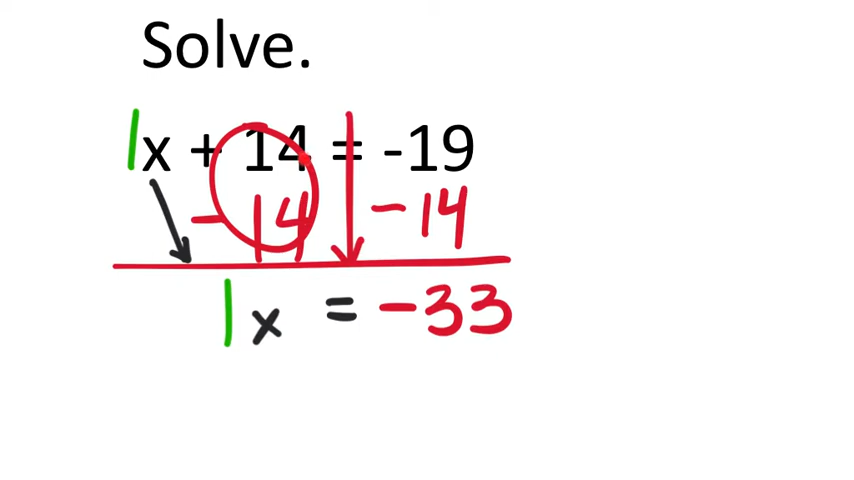 Solve.
1x + 14 = -19
- 14 - 14
1x = -33